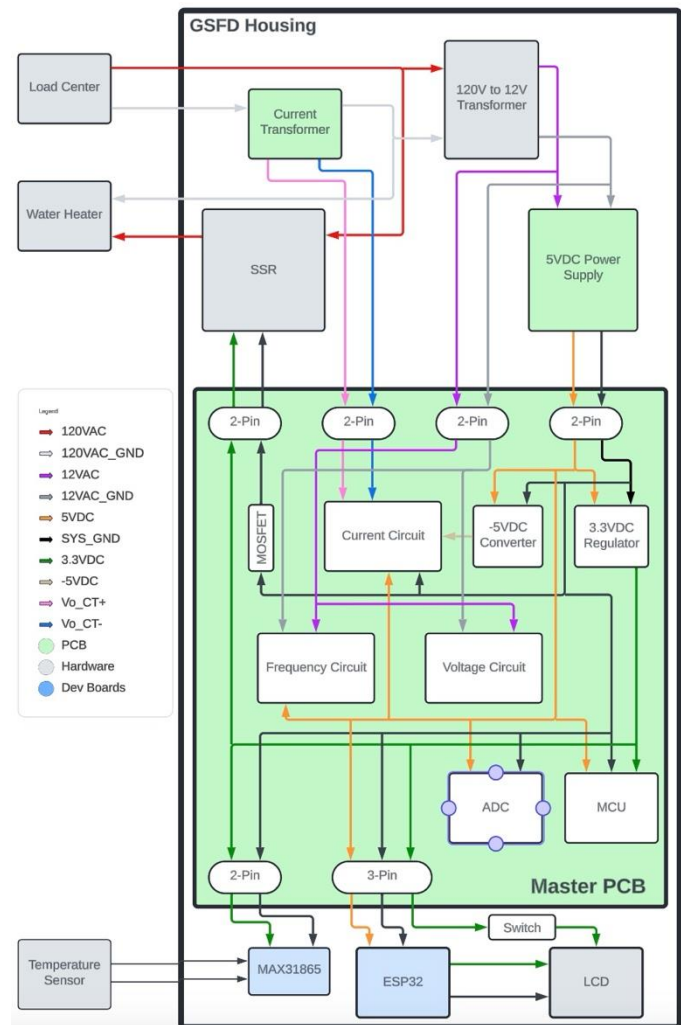 GSFD Housing
Load Center
Current
Transformer
120V to 12V
Transformer
Water Heater
SSR
5VDC Power
Supply
Legend
120VAC
120VAC_GND
12VAC
12VAC_GND
5VDC
SYS_GND
3.3VDC
-5VDC
Vo_CT+
Vo_CT-
PCB
Hardware
Dev Boards
2-Pin
2-Pin
2-Pin
2-Pin
MOSFET
Current Circuit
-5VDC
Converter
3.3VDC
Regulator
Frequency Circuit
Voltage Circuit
ADC
MCU
2-Pin
3-Pin
Master PCB
Switch
Temperature
Sensor
MAX31865
ESP32
LCD